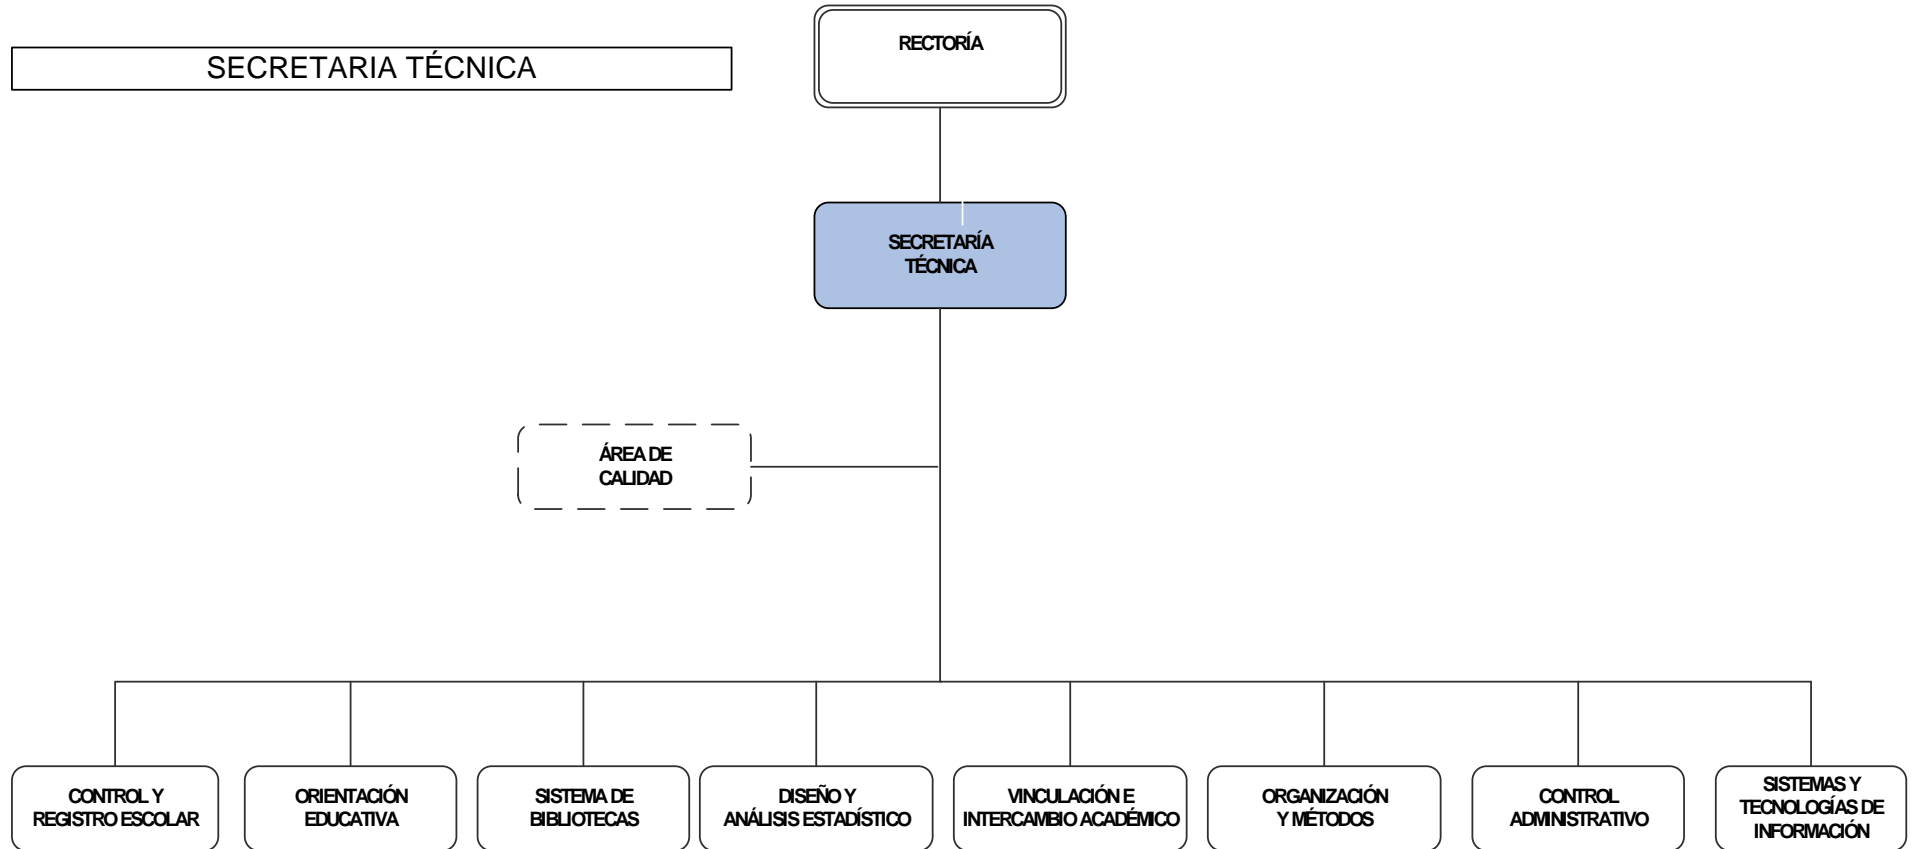 SECRETARIA TÉCNICA
RECTORÍA
SECRETARÍA
TÉCNICA
ÁREA DE
CALIDAD
CONTROL Y
REGISTRO ESCOLAR
ORIENTACIÓN
EDUCATIVA
SISTEMA DE
BIBLIOTECAS
DISEÑO Y
ANÁLISIS ESTADÍSTICO
VINCULACIÓN E
INTERCAMBIO ACADÉMICO
ORGANIZACIÓN
Y MÉTODOS
CONTROL
ADMINISTRATIVO
SISTEMAS Y
TECNOLOGÍAS DE
INFORMACIÓN